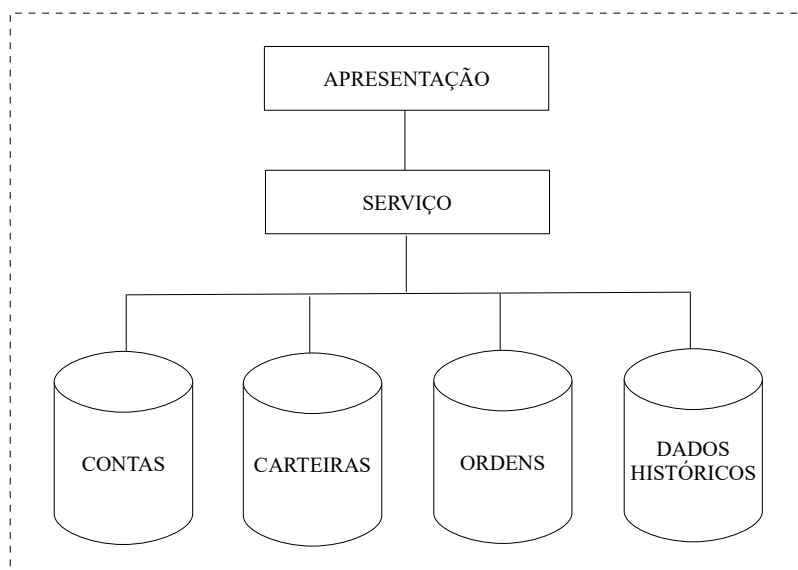 APRESENTAÇÃO
SERVIÇO
CONTAS
CARTEIRAS
ORDENS
DADOS
HISTÓRICOS